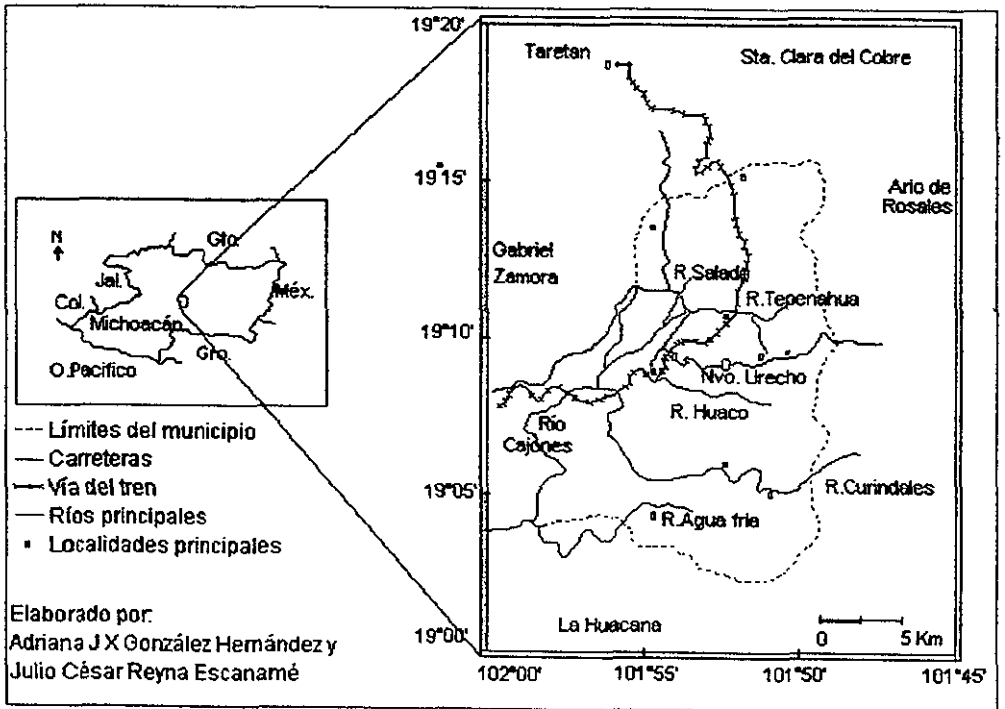 N
Gto.
Jal.
Col.
Méx.
Michoacán
Gro.
O.Pacifico
---- Límites del municipio
Carreteras
Vía del tren
Ríos principales
Localidades principales
Elaborado por:
Adriana J X González Hernández y
Julio César Reyna Escanamé
19°20'
19°15'
19°10'
19°05'
19°00'
Taretan
Sta. Clara del Cobre
Ario de
Rosales
Gabriel
Zamora
R.Salado
R.Tepenahua
Nvo. Urecho
R. Huaco
Río
Cajones
R.Curindales
R.Agua fria
La Huacana
0 5 Km
102°00' 101°55' 101°50' 101°45'